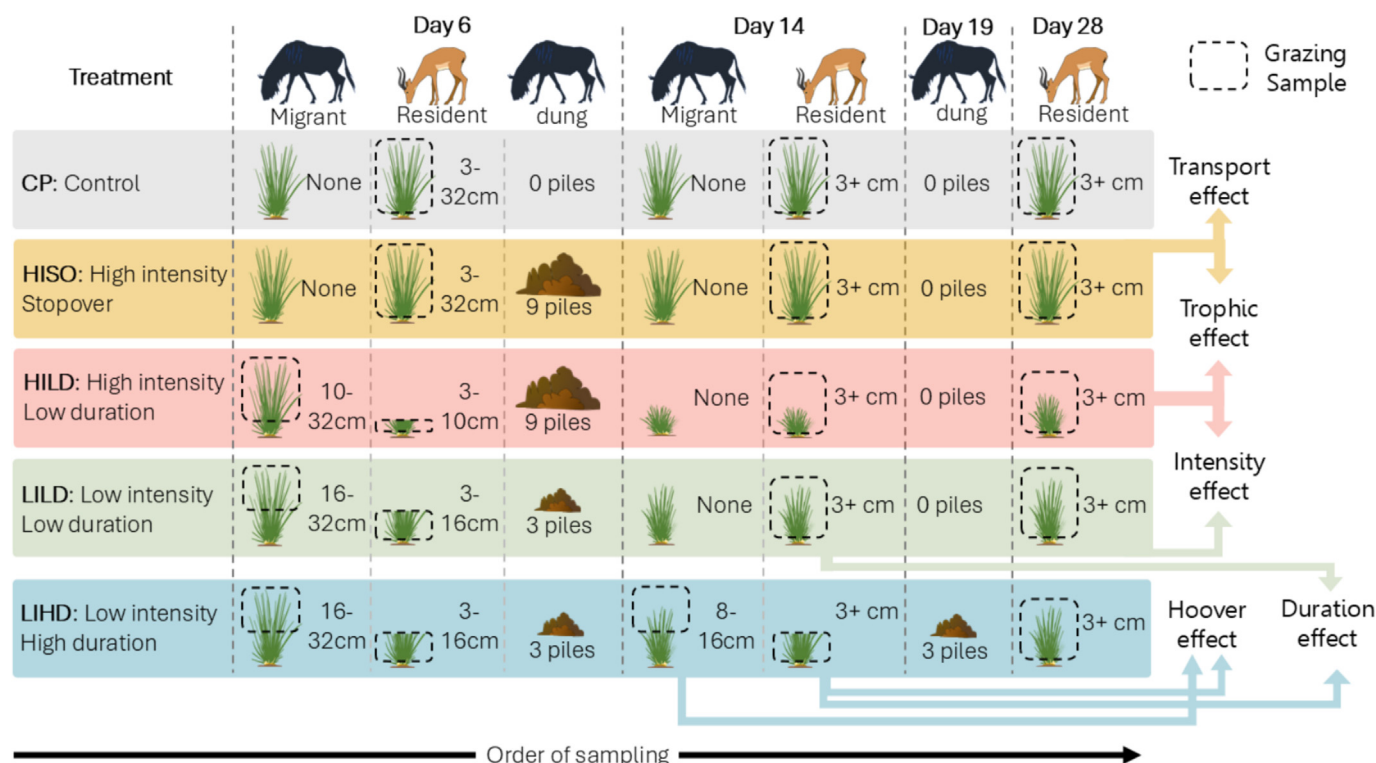 Day 6
Day 14
Day 19
Day 28
Treatment
Migrant
Resident
dung
Migrant
Resident
dung
Resident
Grazing
Sample
CP: Control
None
3-
32cm
0 piles
None
3+ cm
0 piles
3+ cm
Transport
effect
HISO: High intensity
Stopover
None
3-
32cm
9 piles
None
3+ cm
0 piles
3+ cm
Trophic
effect
HILD: High intensity
Low duration
10-
32cm
3-
10cm
9 piles
None
3+ cm
0 piles
3+ cm
Intensity
effect
LILD: Low intensity
Low duration
16-
32cm
3-
16cm
3 piles
None
3+ cm
0 piles
3+ cm
LIHD: Low intensity
High duration
16-
32cm
3-
16cm
3 piles
8-
16cm
3+ cm
3 piles
3+ cm
Hoover
effect
Duration
effect
Order of sampling